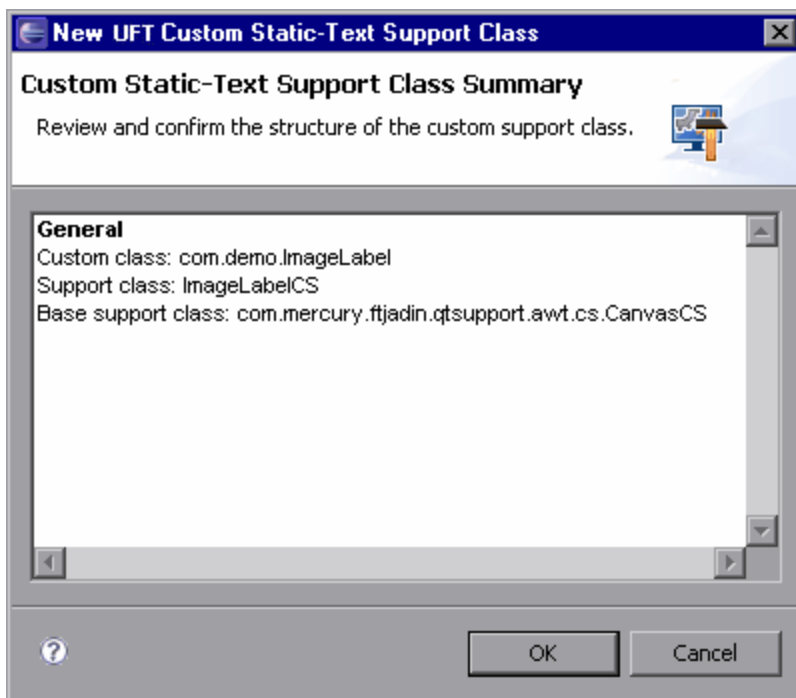 New UFT Custom Static-Text Support Class
Custom Static-Text Support Class Summary
Review and confirm the structure of the custom support class.
General
Custom class: com.demo.ImageLabel
Support class: ImageLabelCS
Base support class: com.mercury.ftjadin.qtsupport.awt.cs.CanvasCS
?
OK
Cancel